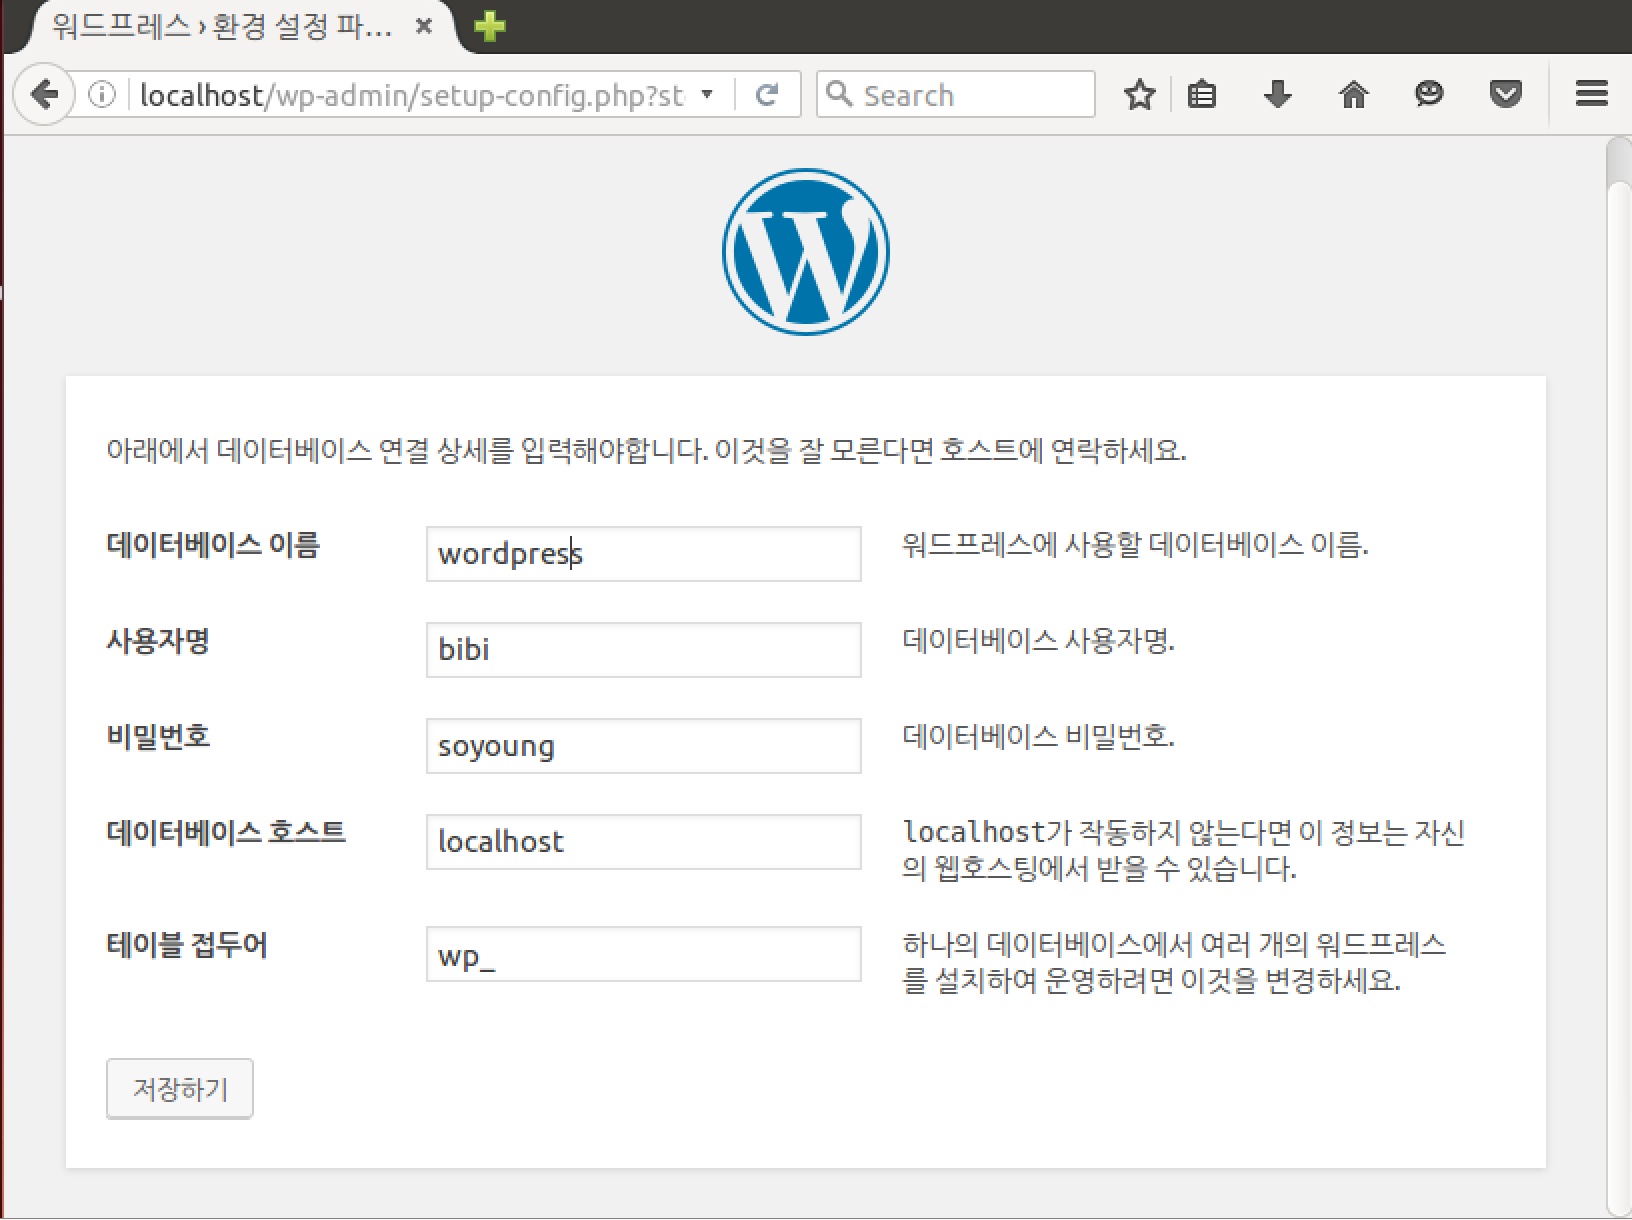 워드프레스 › 환경 설정 파...
localhost/wp-admin/setup-config.php?st
Search
아래에서 데이터베이스 연결 상세를 입력해야합니다. 이것을 잘 모른다면 호스트에 연락하세요.
데이터베이스 이름 wordpress 워드프레스에 사용할 데이터베이스 이름.
사용자명 bibi 데이터베이스 사용자명.
비밀번호 soyoung 데이터베이스 비밀번호.
데이터베이스 호스트 localhost localhost가 작동하지 않는다면 이 정보는 자신
의 웹호스팅에서 받을 수 있습니다.
테이블 접두어 wp_ 하나의 데이터베이스에서 여러 개의 워드프레스
를 설치하여 운영하려면 이것을 변경하세요.
저장하기